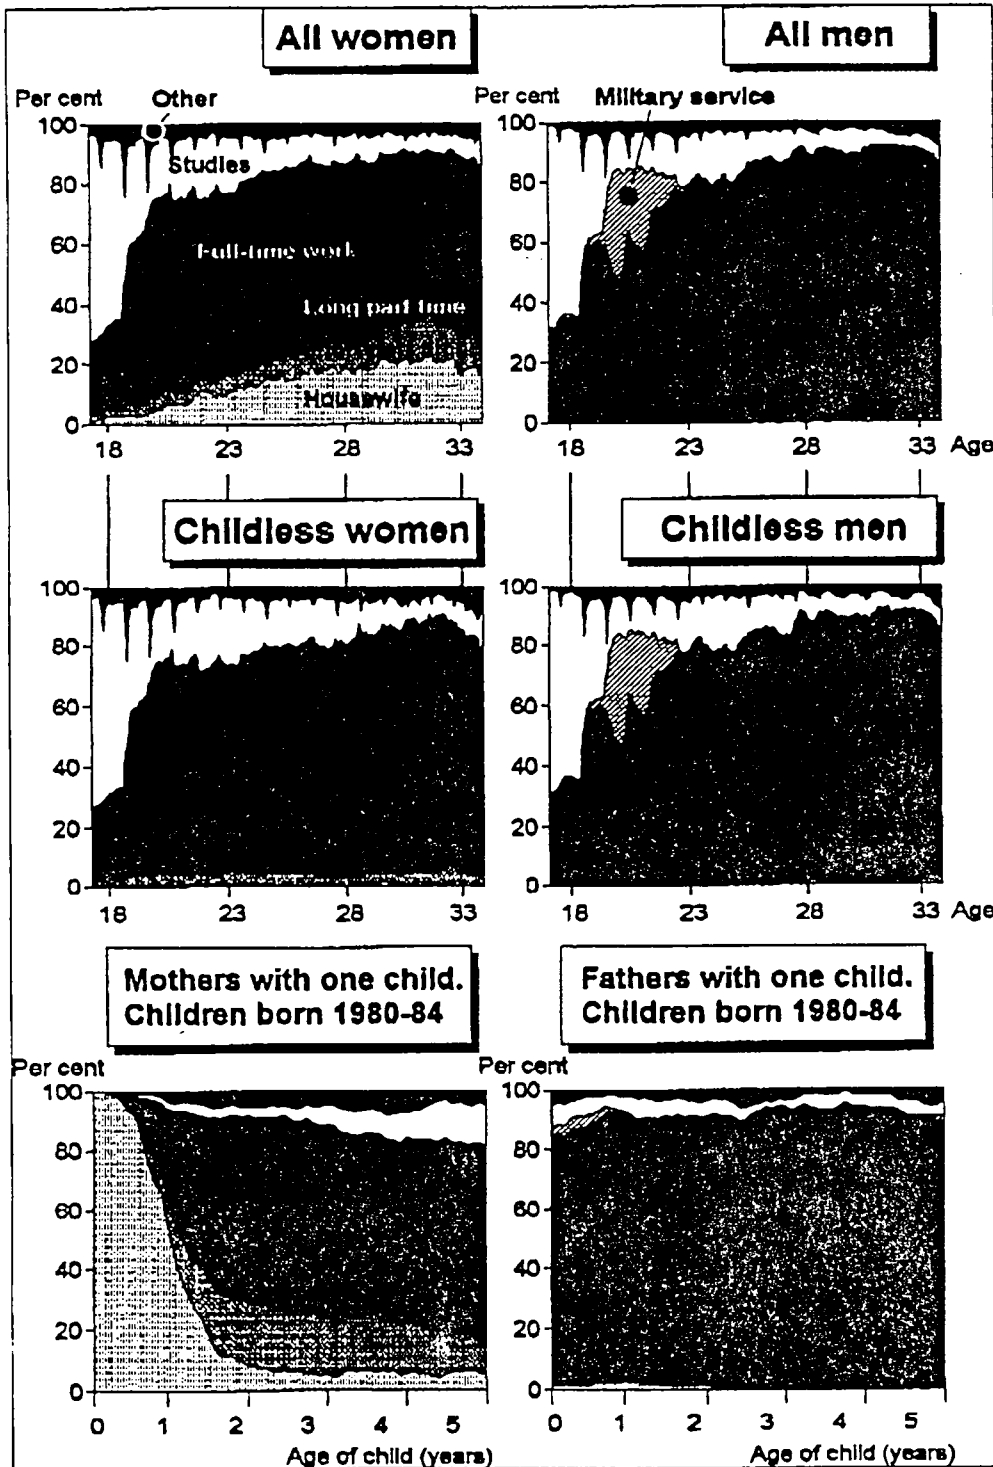 All women
All men
Per cent
Other
Per cent
Military service
100
80
60
40
20
0
Studies
Full-time work
Long part time
Housewife
18
23
28
33
100
80
60
40
20
0
18
23
28
33
Age
Childless women
Childless men
100
80
60
40
20
0
18
23
28
33
100
80
60
40
20
0
18
23
28
33
Age
Mothers with one child.
Children born 1980-84
Fathers with one child.
Children born 1980-84
Per cent
Per cent
100
80
60
40
20
0
0
1
2
3
4
5
Age of child (years)
100
80
60
40
20
0
0
1
2
3
4
5
Age of child (years)